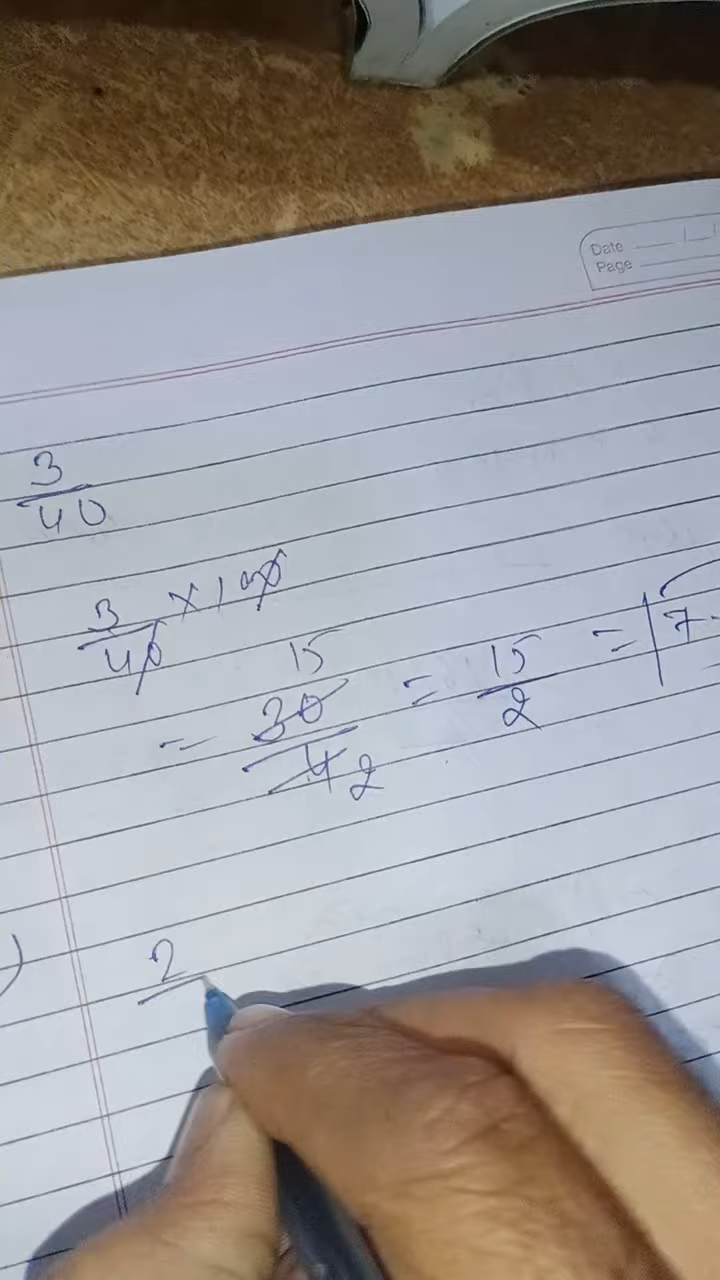 Date
Page
3/40
3/40 × 100
15
= 30/4 2 = 15/2 = 7.
)
2